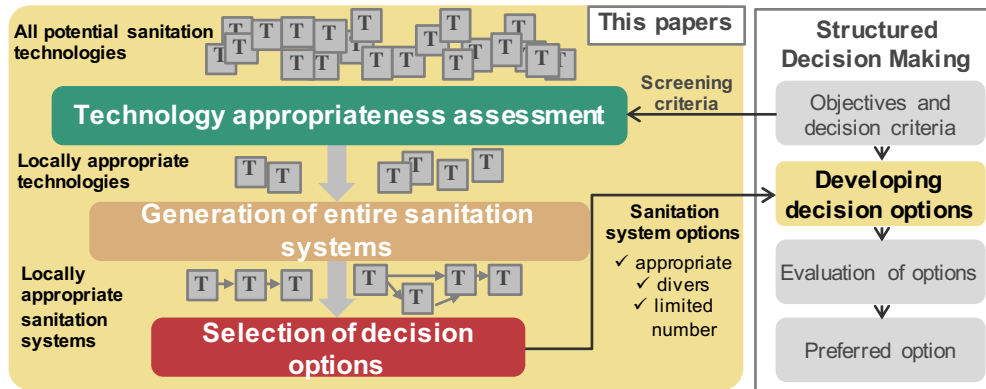 All potential sanitation
technologies
T T T T T T T T T T T T T T T T T T T
This papers
Technology appropriateness assessment
Screening
criteria
Locally appropriate
technologies
T T T T T T
Generation of entire sanitation
systems
Sanitation
system options
✓ appropriate
✓ divers
✓ limited
number
Locally
appropriate
sanitation
systems
T T T T T T T
Selection of decision
options
Structured
Decision Making
Objectives and
decision criteria
Developing
decision options
Evaluation of options
Preferred option